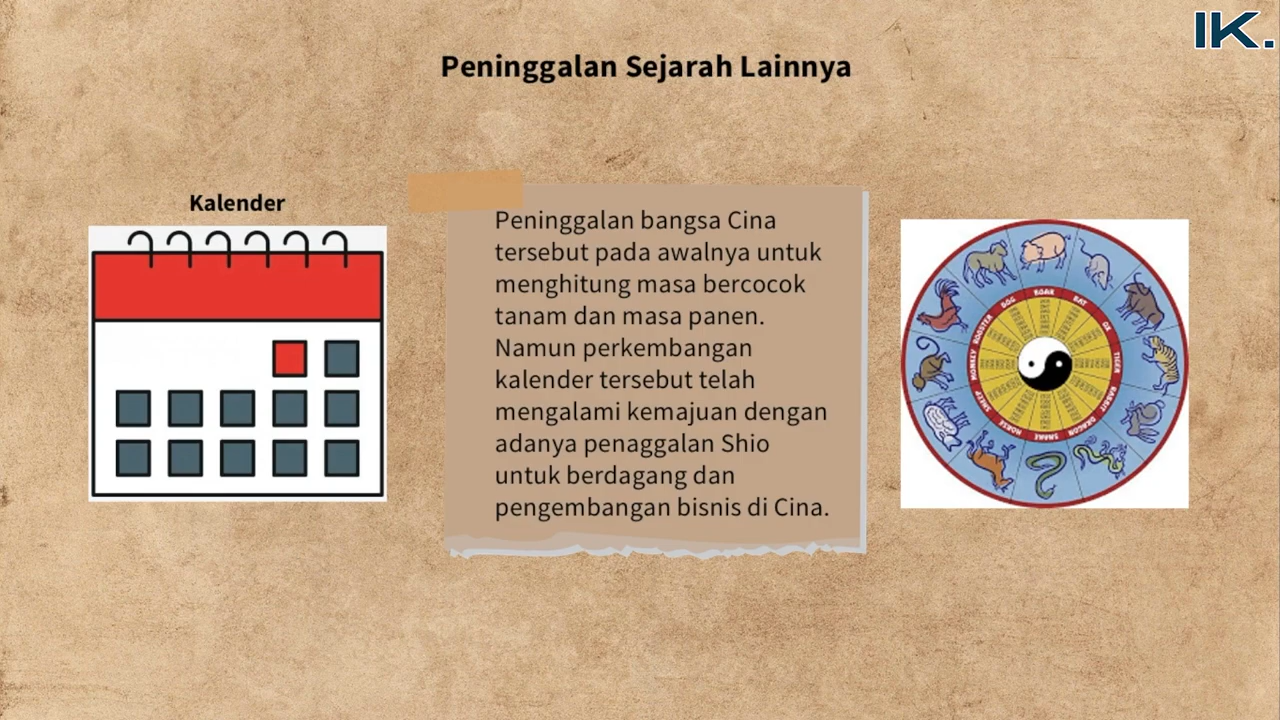 IK.
Peninggalan Sejarah Lainnya
Kalender
Peninggalan bangsa Cina
tersebut pada awalnya untuk
menghitung masa bercocok
tanam dan masa panen.
Namun perkembangan
kalender tersebut telah
mengalami kemajuan dengan
adanya penaggalan Shio
untuk berdagang dan
pengembangan bisnis di Cina.
BOAR
RAT
OX
TIGER
RABBIT
DRAGON
SNAKE
HORSE
SHEEP
MONKEY
ROOSTER
DOG